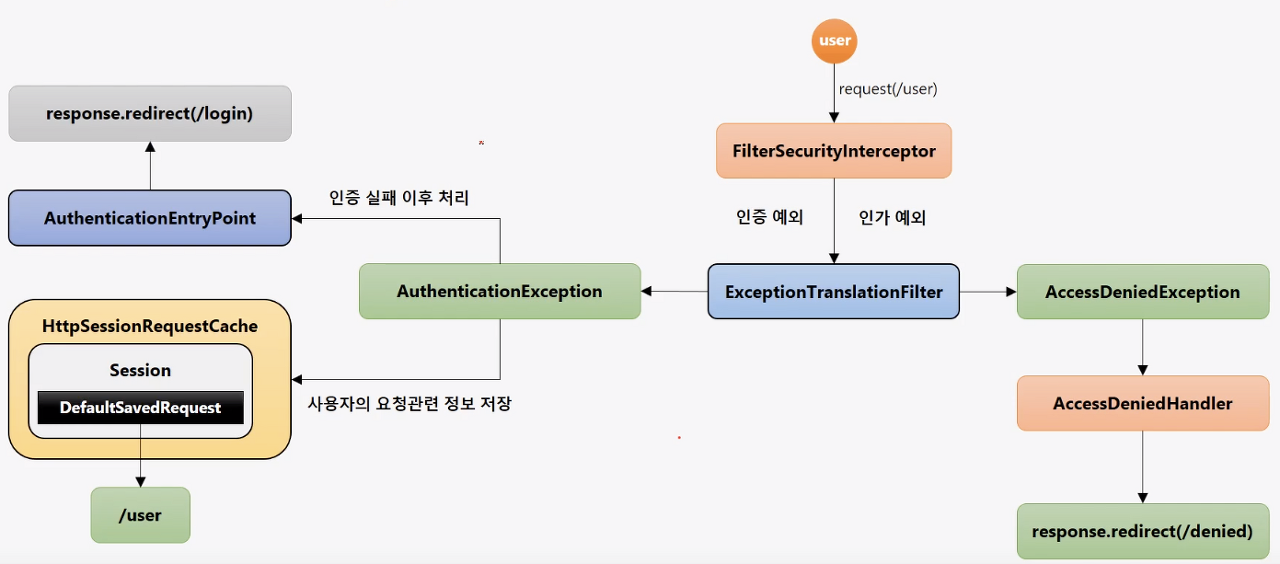 user
request(/user)
response.redirect(/login)
FilterSecurityInterceptor
AuthenticationEntryPoint
인증 실패 이후 처리
인증 예외
인가 예외
AuthenticationException
ExceptionTranslationFilter
AccessDeniedException
HttpSessionRequestCache
Session
DefaultSavedRequest
사용자의 요청관련 정보 저장
AccessDeniedHandler
/user
response.redirect(/denied)